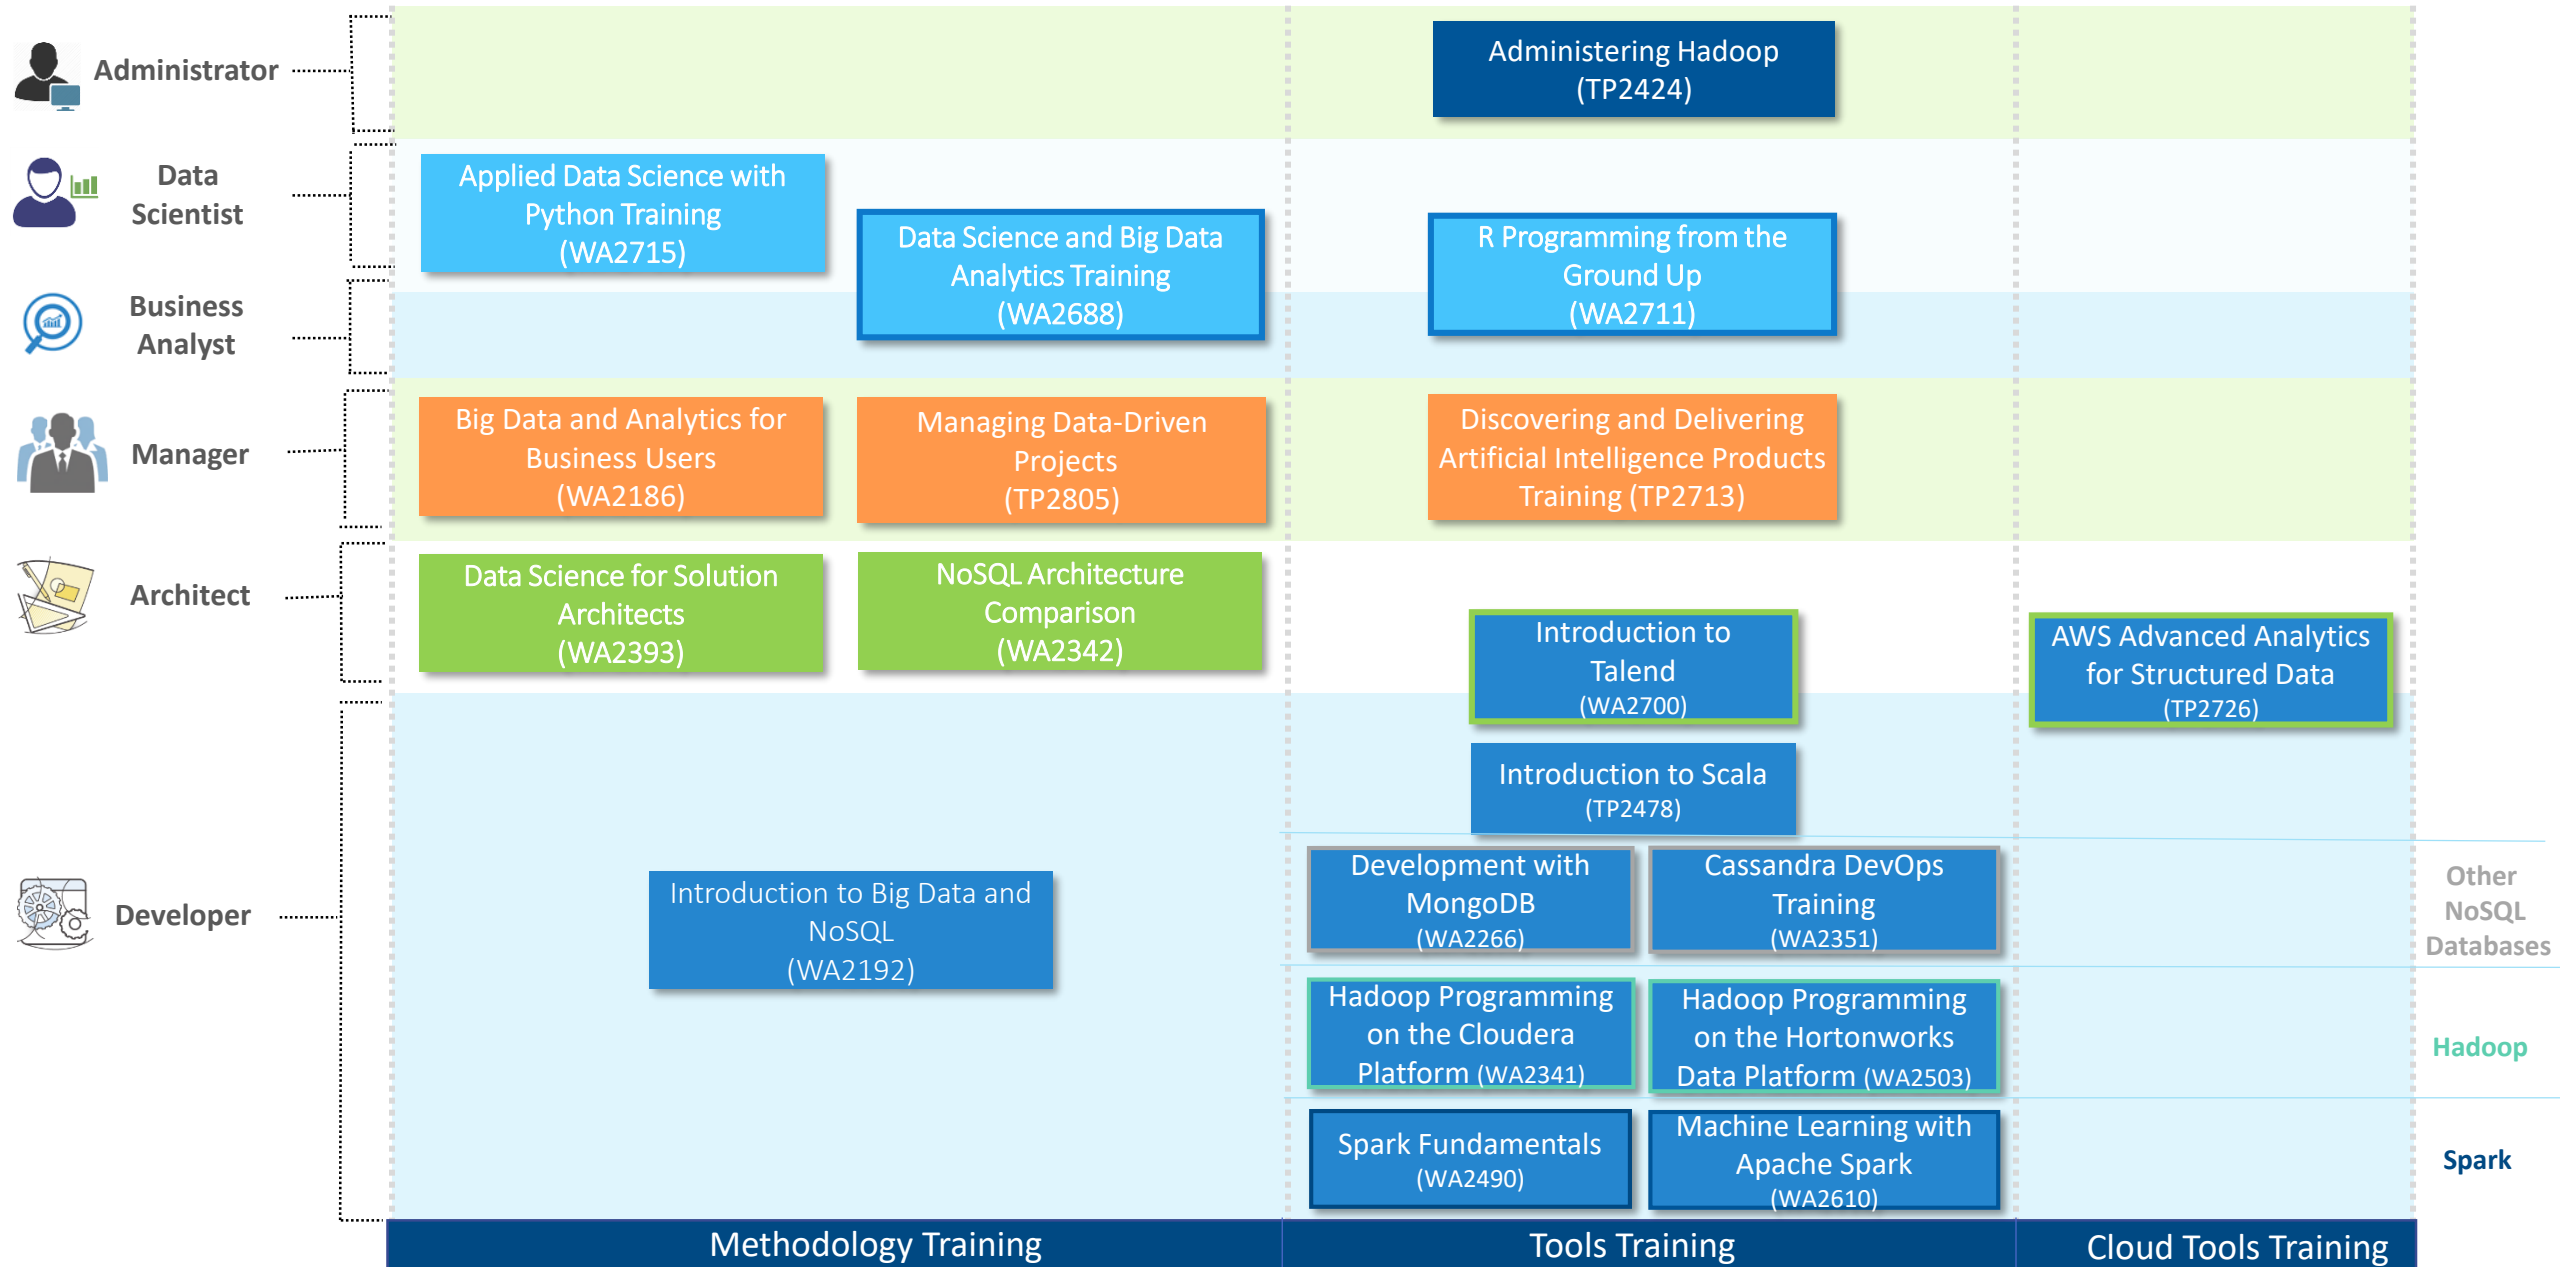 Administrator
Administering Hadoop
(TP2424)
Data
Scientist
Applied Data Science with
Python Training
(WA2715)
Data Science and Big Data
Analytics Training
(WA2688)
R Programming from the
Ground Up
(WA2711)
Business
Analyst
Manager
Big Data and Analytics for
Business Users
(WA2186)
Managing Data-Driven
Projects
(TP2805)
Discovering and Delivering
Artificial Intelligence Products
Training (TP2713)
Architect
Data Science for Solution
Architects
(WA2393)
NoSQL Architecture
Comparison
(WA2342)
Introduction to
Talend
(WA2700)
AWS Advanced Analytics
for Structured Data
(TP2726)
Developer
Introduction to Scala
(TP2478)
Introduction to Big Data and
NoSQL
(WA2192)
Development with
MongoDB
(WA2266)
Cassandra DevOps
Training
(WA2351)
Other
NoSQL
Databases
Hadoop Programming
on the Cloudera
Platform (WA2341)
Hadoop Programming
on the Hortonworks
Data Platform (WA2503)
Hadoop
Spark Fundamentals
(WA2490)
Machine Learning with
Apache Spark
(WA2610)
Spark
Methodology Training
Tools Training
Cloud Tools Training